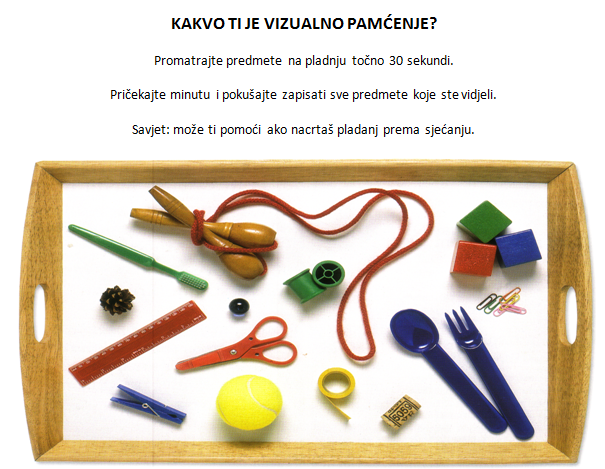 KAKVO TI JE VIZUALNO PAMĆENJE?
Promatrajte predmete na pladnju točno 30 sekundi.
Pričekajte minutu i pokušajte zapisati sve predmete koje ste vidjeli.
Savjet: može ti pomoći ako nacrtaš pladanj prema sjećanju.